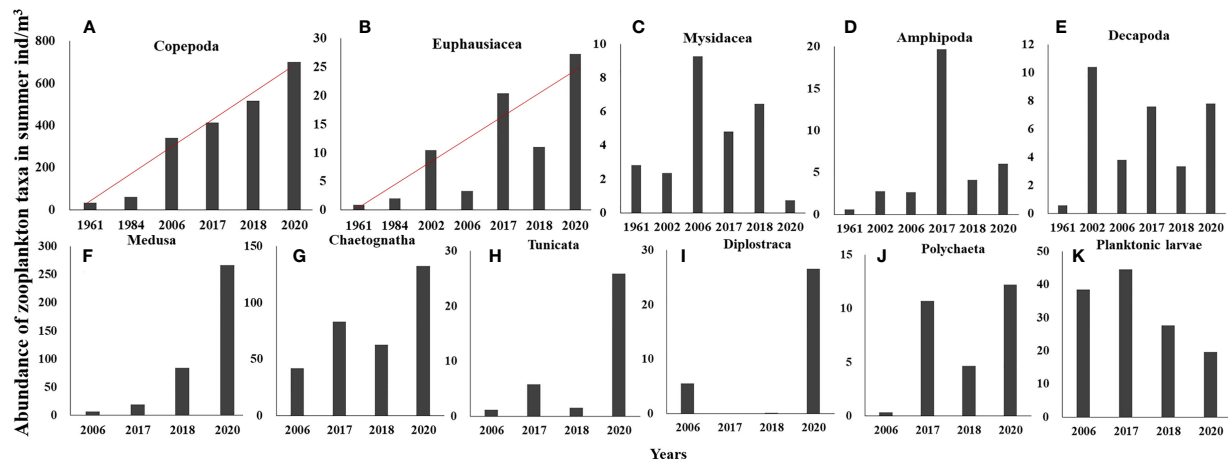 Abundance of zooplankton taxa in summer ind/m³
A
Copepoda
800
700
600
500
400
300
200
100
0
1961 1984 2006 2017 2018 2020
B
Euphausiacea
30
25
20
15
10
5
0
1961 1984 2002 2006 2017 2018 2020
C
Mysidacea
10
8
6
4
2
0
1961 2002 2006 2017 2018 2020
D
Amphipoda
20
15
10
5
0
1961 2002 2006 2017 2018 2020
E
Decapoda
12
10
8
6
4
2
0
1961 2002 2006 2017 2018 2020
F
Medusa
300
250
200
150
100
50
0
2006 2017 2018 2020
G
Chaetognatha
150
100
50
0
2006 2017 2018 2020
H
Tunicata
30
20
10
0
2006 2017 2018 2020
I
Diplostraca
30
20
10
0
2006 2017 2018 2020
J
Polychaeta
15
10
5
0
2006 2017 2018 2020
K
Planktonic larvae
50
40
30
20
10
0
2006 2017 2018 2020
Years